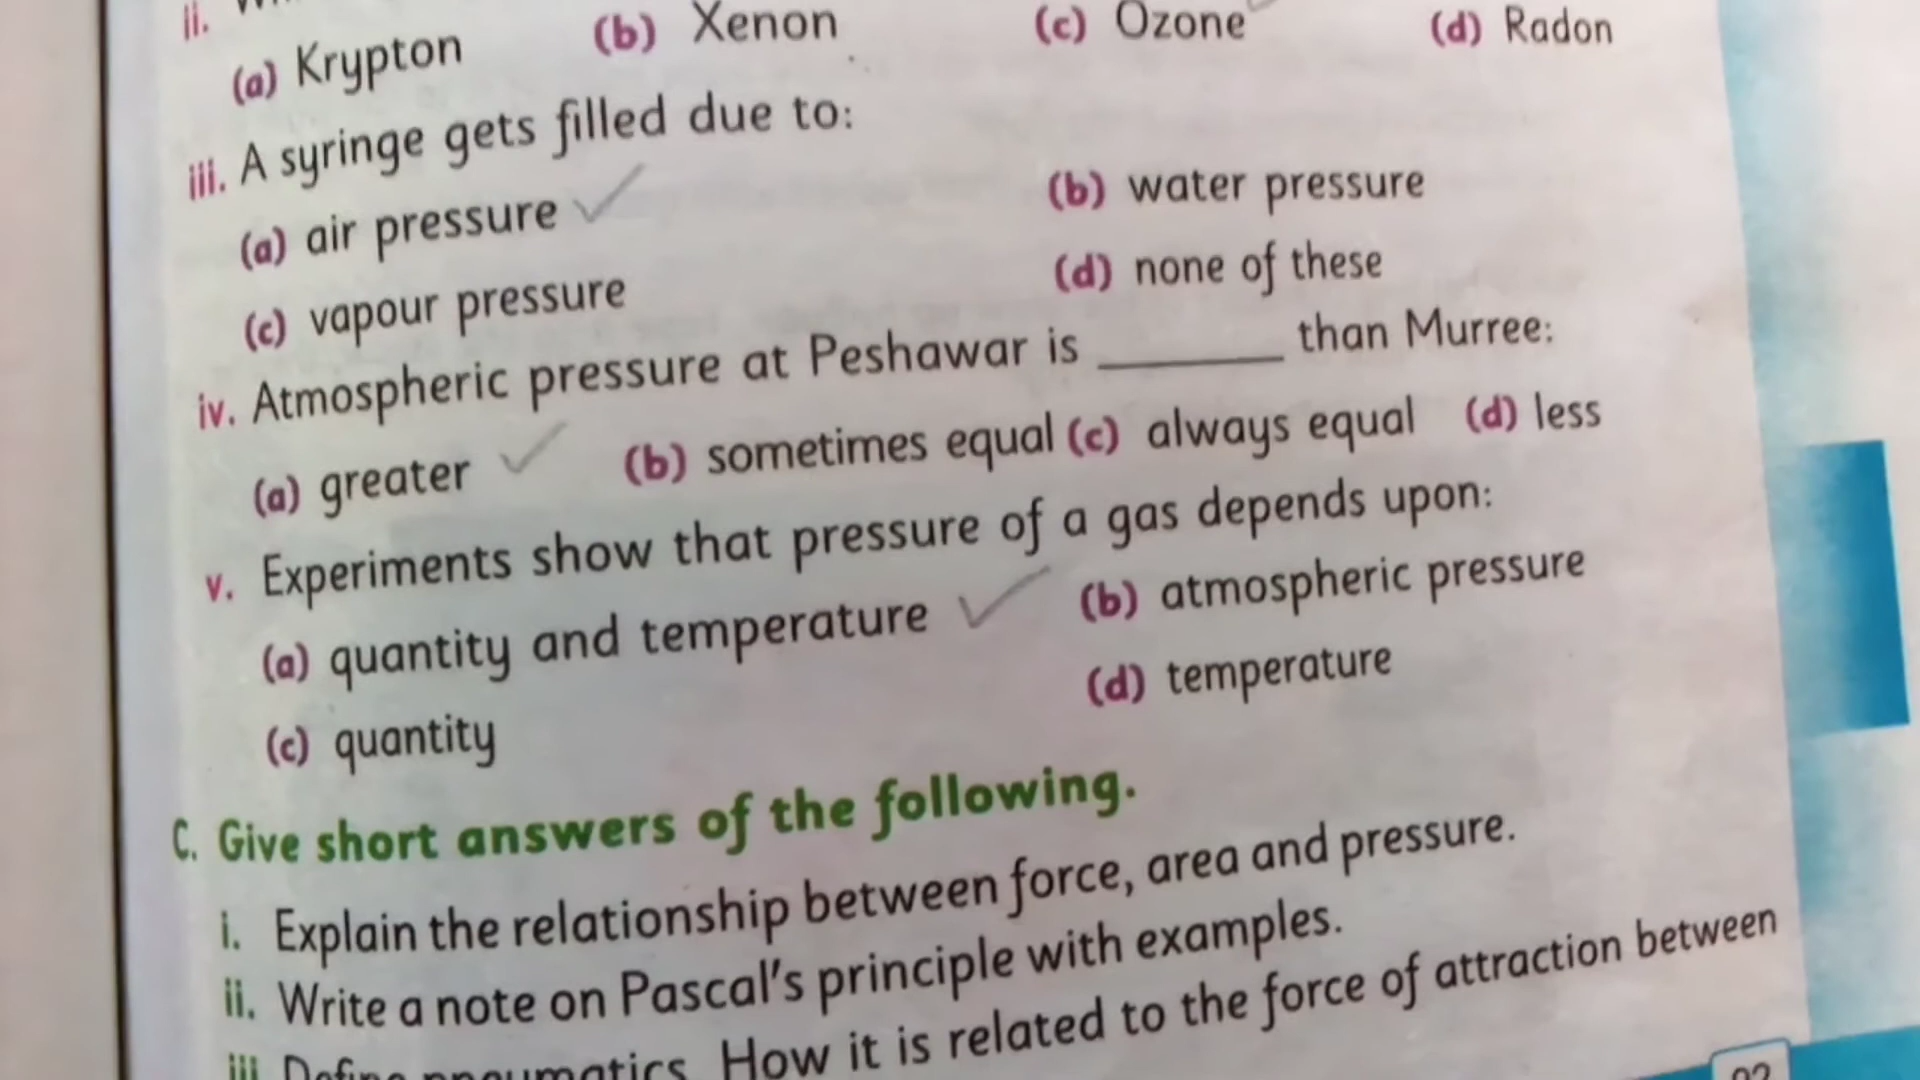 ii.
(a) Krypton (b) Xenon (c) Ozone (d) Radon
iii. A syringe gets filled due to:
(a) air pressure (b) water pressure
(c) vapour pressure (d) none of these
iv. Atmospheric pressure at Peshawar is ________ than Murree:
(a) greater (b) sometimes equal (c) always equal (d) less
v. Experiments show that pressure of a gas depends upon:
(a) quantity and temperature (b) atmospheric pressure
(c) quantity (d) temperature
C. Give short answers of the following.
i. Explain the relationship between force, area and pressure.
ii. Write a note on Pascal's principle with examples.
iii. Define pneumatics. How it is related to the force of attraction between